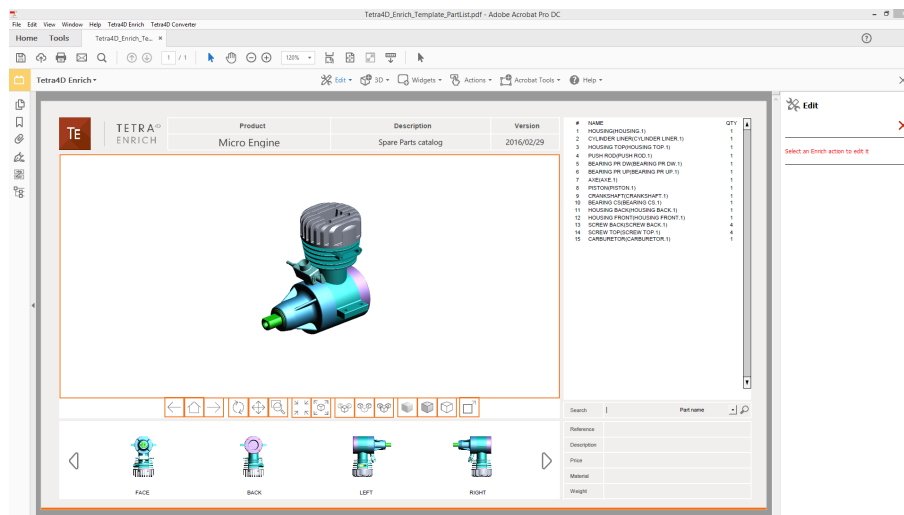 Tetra4D_Enrich_Template_PartList.pdf - Adobe Acrobat Pro DC
File Edit View Window Help Tetra4D Enrich Tetra4D Converter
Home Tools Tetra4D_Enrich_Te... ×
1 / 1 120%
Tetra4D Enrich
Edit 3D Widgets Actions Acrobat Tools Help
Edit
Select an Enrich action to edit it
TE TETRA4D ENRICH
Product Description Version
Micro Engine Spare Parts catalog 2016/02/29
# NAME QTY
1 HOUSING(HOUSING.1) 1
2 CYLINDER LINER(CYLINDER LINER.1) 1
3 HOUSING TOP(HOUSING TOP.1) 1
4 PUSH ROD(PUSH ROD.1) 1
5 BEARING PR DW(BEARING PR DW.1) 1
6 BEARING PR UP(BEARING PR UP.1) 1
7 AXE(AXE.1) 1
8 PISTON(PISTON.1) 1
9 CRANKSHAFT(CRANKSHAFT.1) 1
10 BEARING CS(BEARING CS.1) 1
11 HOUSING BACK(HOUSING BACK.1) 1
12 HOUSING FRONT(HOUSING FRONT.1) 1
13 SCREW BACK(SCREW BACK.1) 4
14 SCREW TOP(SCREW TOP.1) 4
15 CARBURETOR(CARBURETOR.1) 1
Search Part name
Reference
Description
Price
Material
Weight
FACE BACK LEFT RIGHT